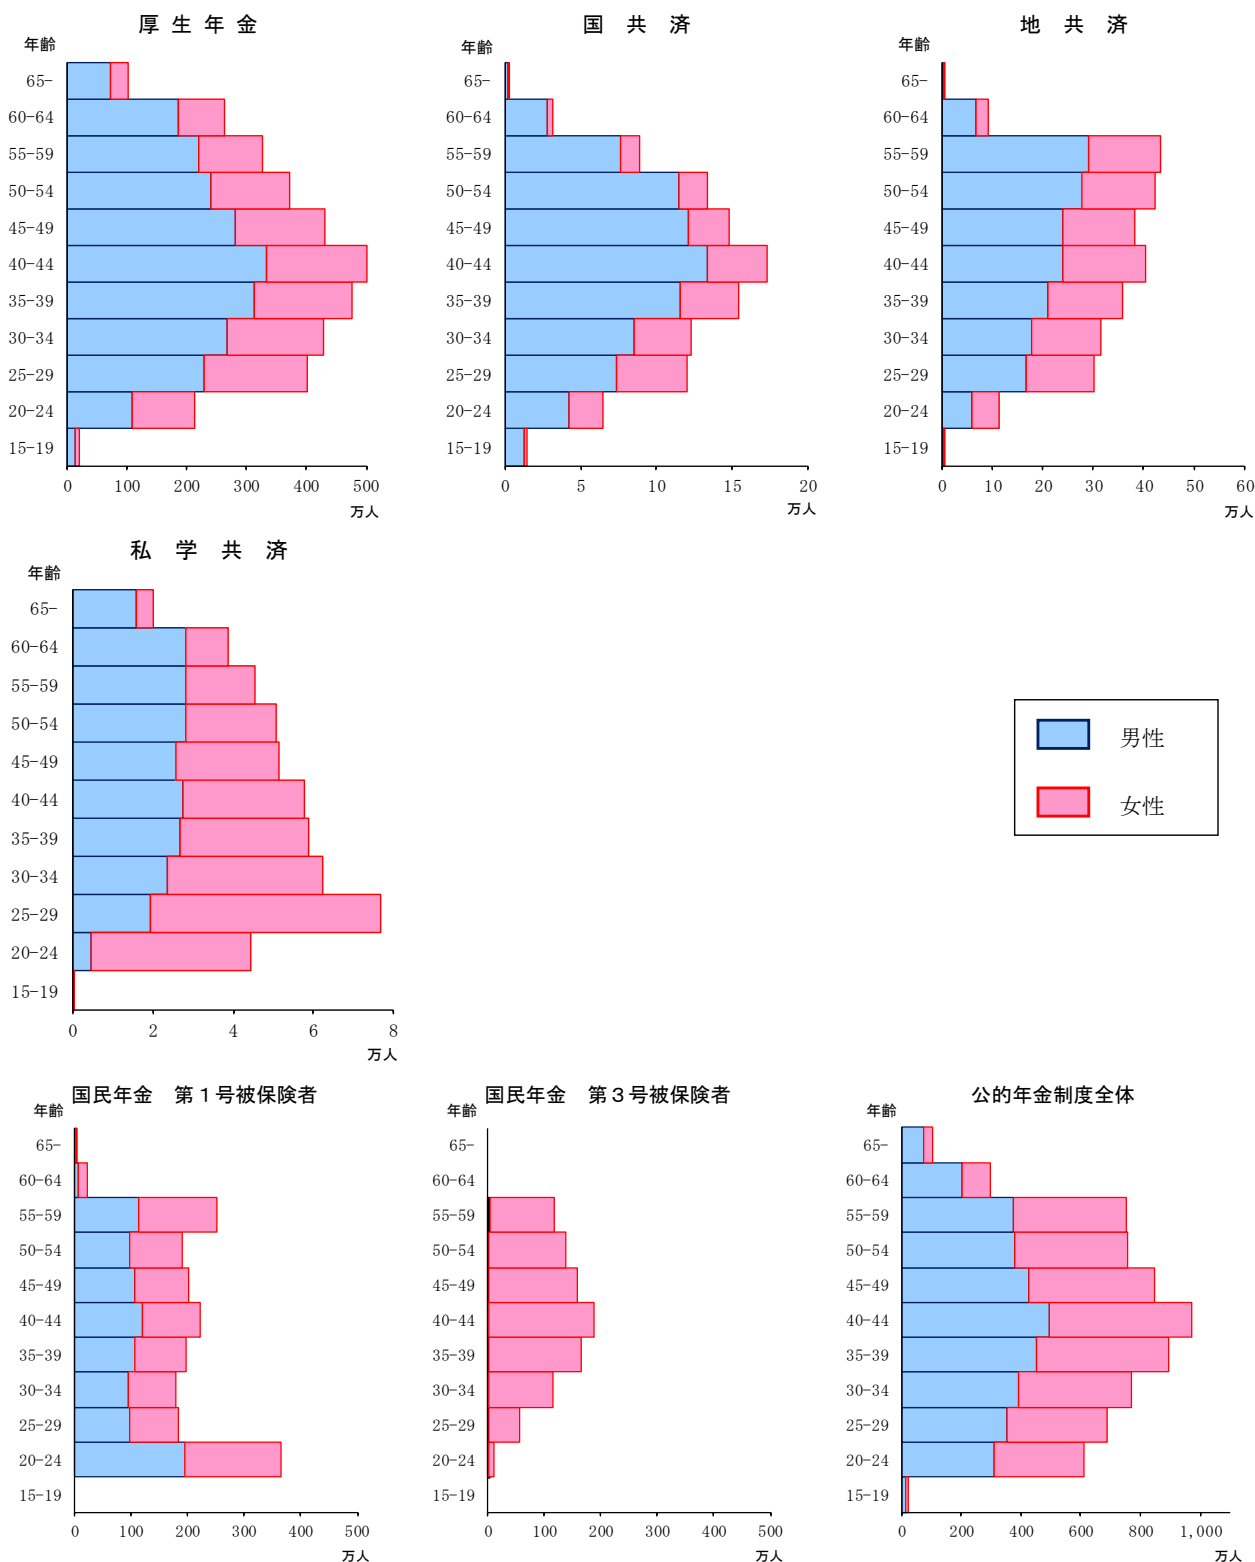 厚 生 年 金
年齢
65-
60-64
55-59
50-54
45-49
40-44
35-39
30-34
25-29
20-24
15-19
0 100 200 300 400 500
万人
国 共 済
年齢
65-
60-64
55-59
50-54
45-49
40-44
35-39
30-34
25-29
20-24
15-19
0 5 10 15 20
万人
地 共 済
年齢
65-
60-64
55-59
50-54
45-49
40-44
35-39
30-34
25-29
20-24
15-19
0 10 20 30 40 50 60
万人
私 学 共 済
年齢
65-
60-64
55-59
50-54
45-49
40-44
35-39
30-34
25-29
20-24
15-19
0 2 4 6 8
万人
男性
女性
国民年金 第1号被保険者
年齢
65-
60-64
55-59
50-54
45-49
40-44
35-39
30-34
25-29
20-24
15-19
0 100 200 300 400 500
万人
国民年金 第3号被保険者
年齢
65-
60-64
55-59
50-54
45-49
40-44
35-39
30-34
25-29
20-24
15-19
0 100 200 300 400 500
万人
公的年金制度全体
年齢
65-
60-64
55-59
50-54
45-49
40-44
35-39
30-34
25-29
20-24
15-19
0 200 400 600 800 1,000
万人